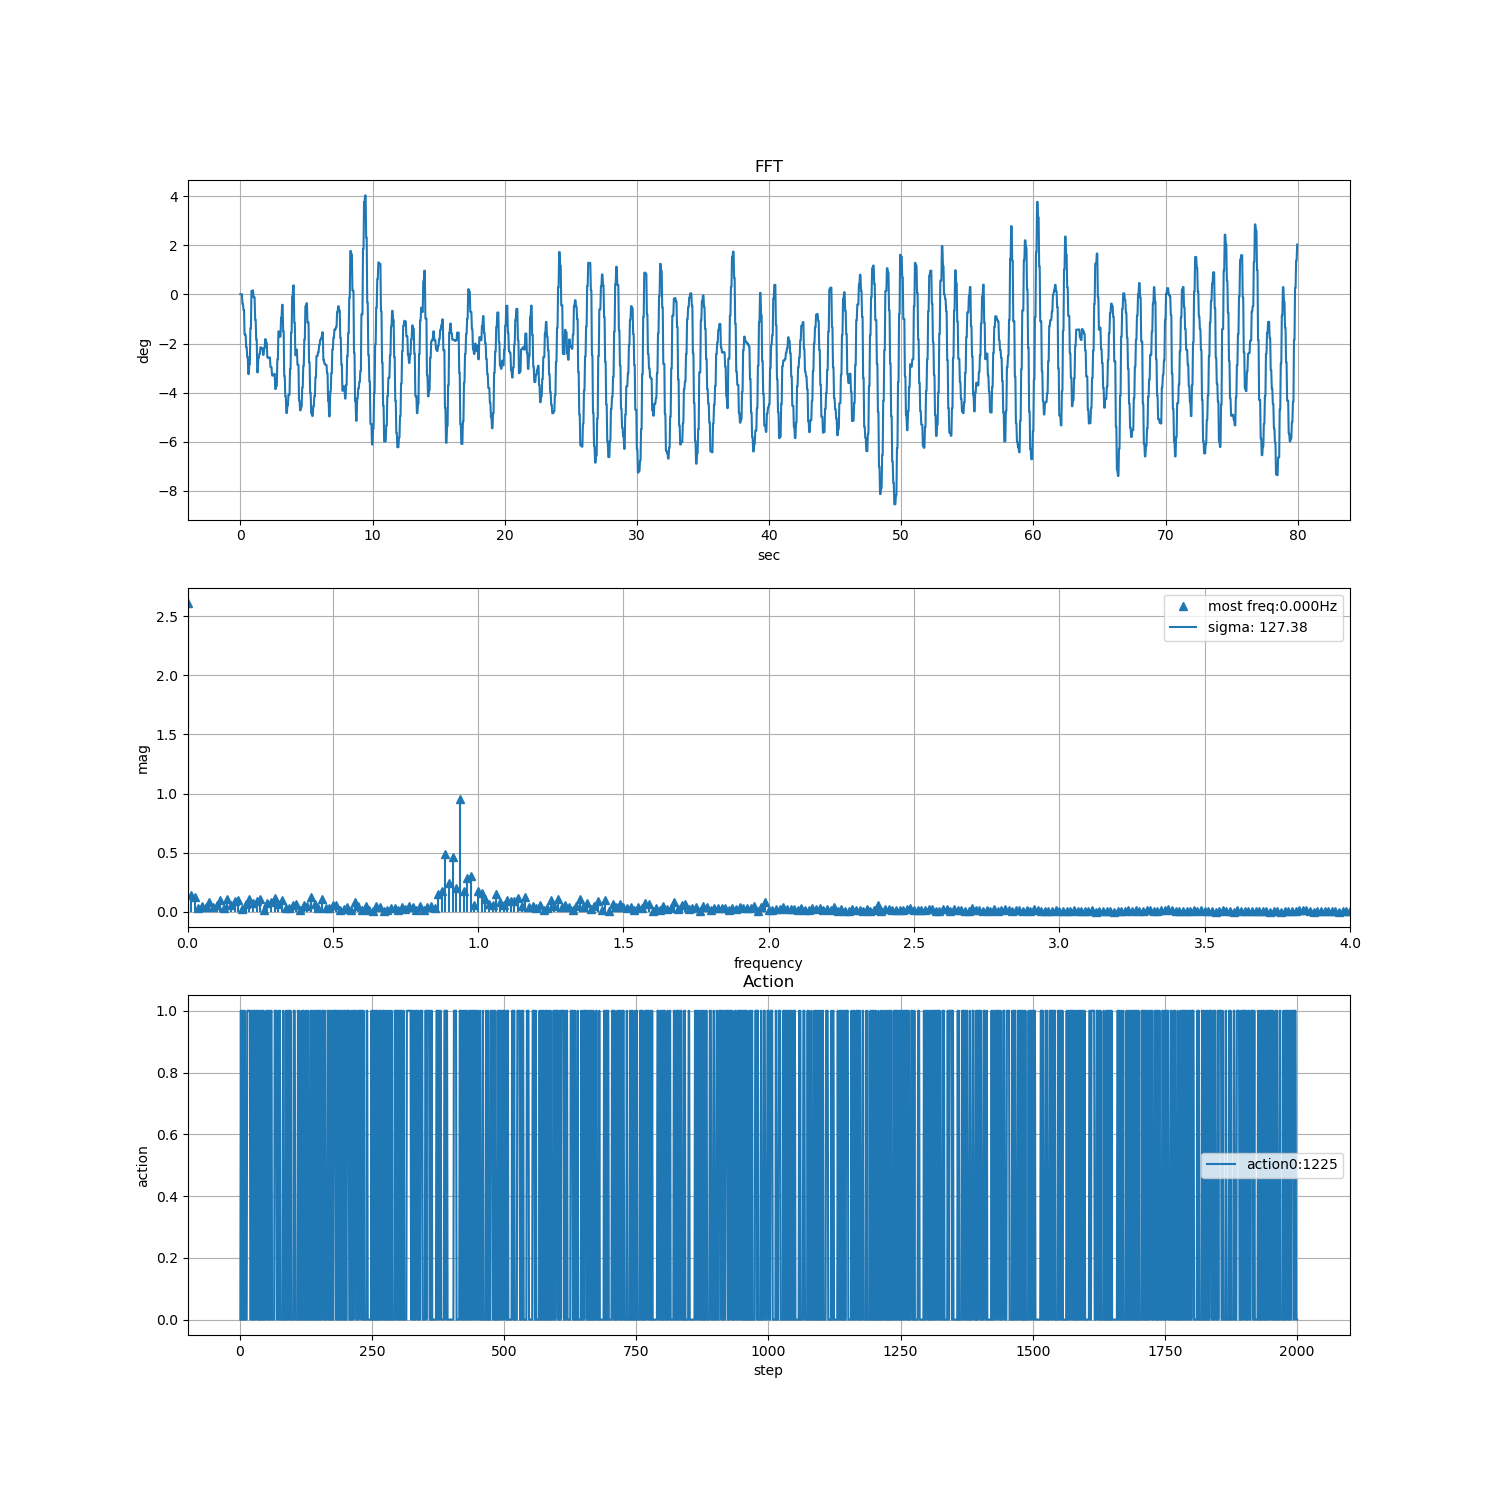 FFT
4
2
0
−2
−4
−6
−8
deg
0 10 20 30 40 50 60 70 80
sec
most freq:0.000Hz
sigma: 127.38
2.5
2.0
1.5
1.0
0.5
0.0
mag
0.0 0.5 1.0 1.5 2.0 2.5 3.0 3.5 4.0
frequency
Action
1.0
0.8
0.6
0.4
0.2
0.0
action
action0:1225
0 250 500 750 1000 1250 1500 1750 2000
step